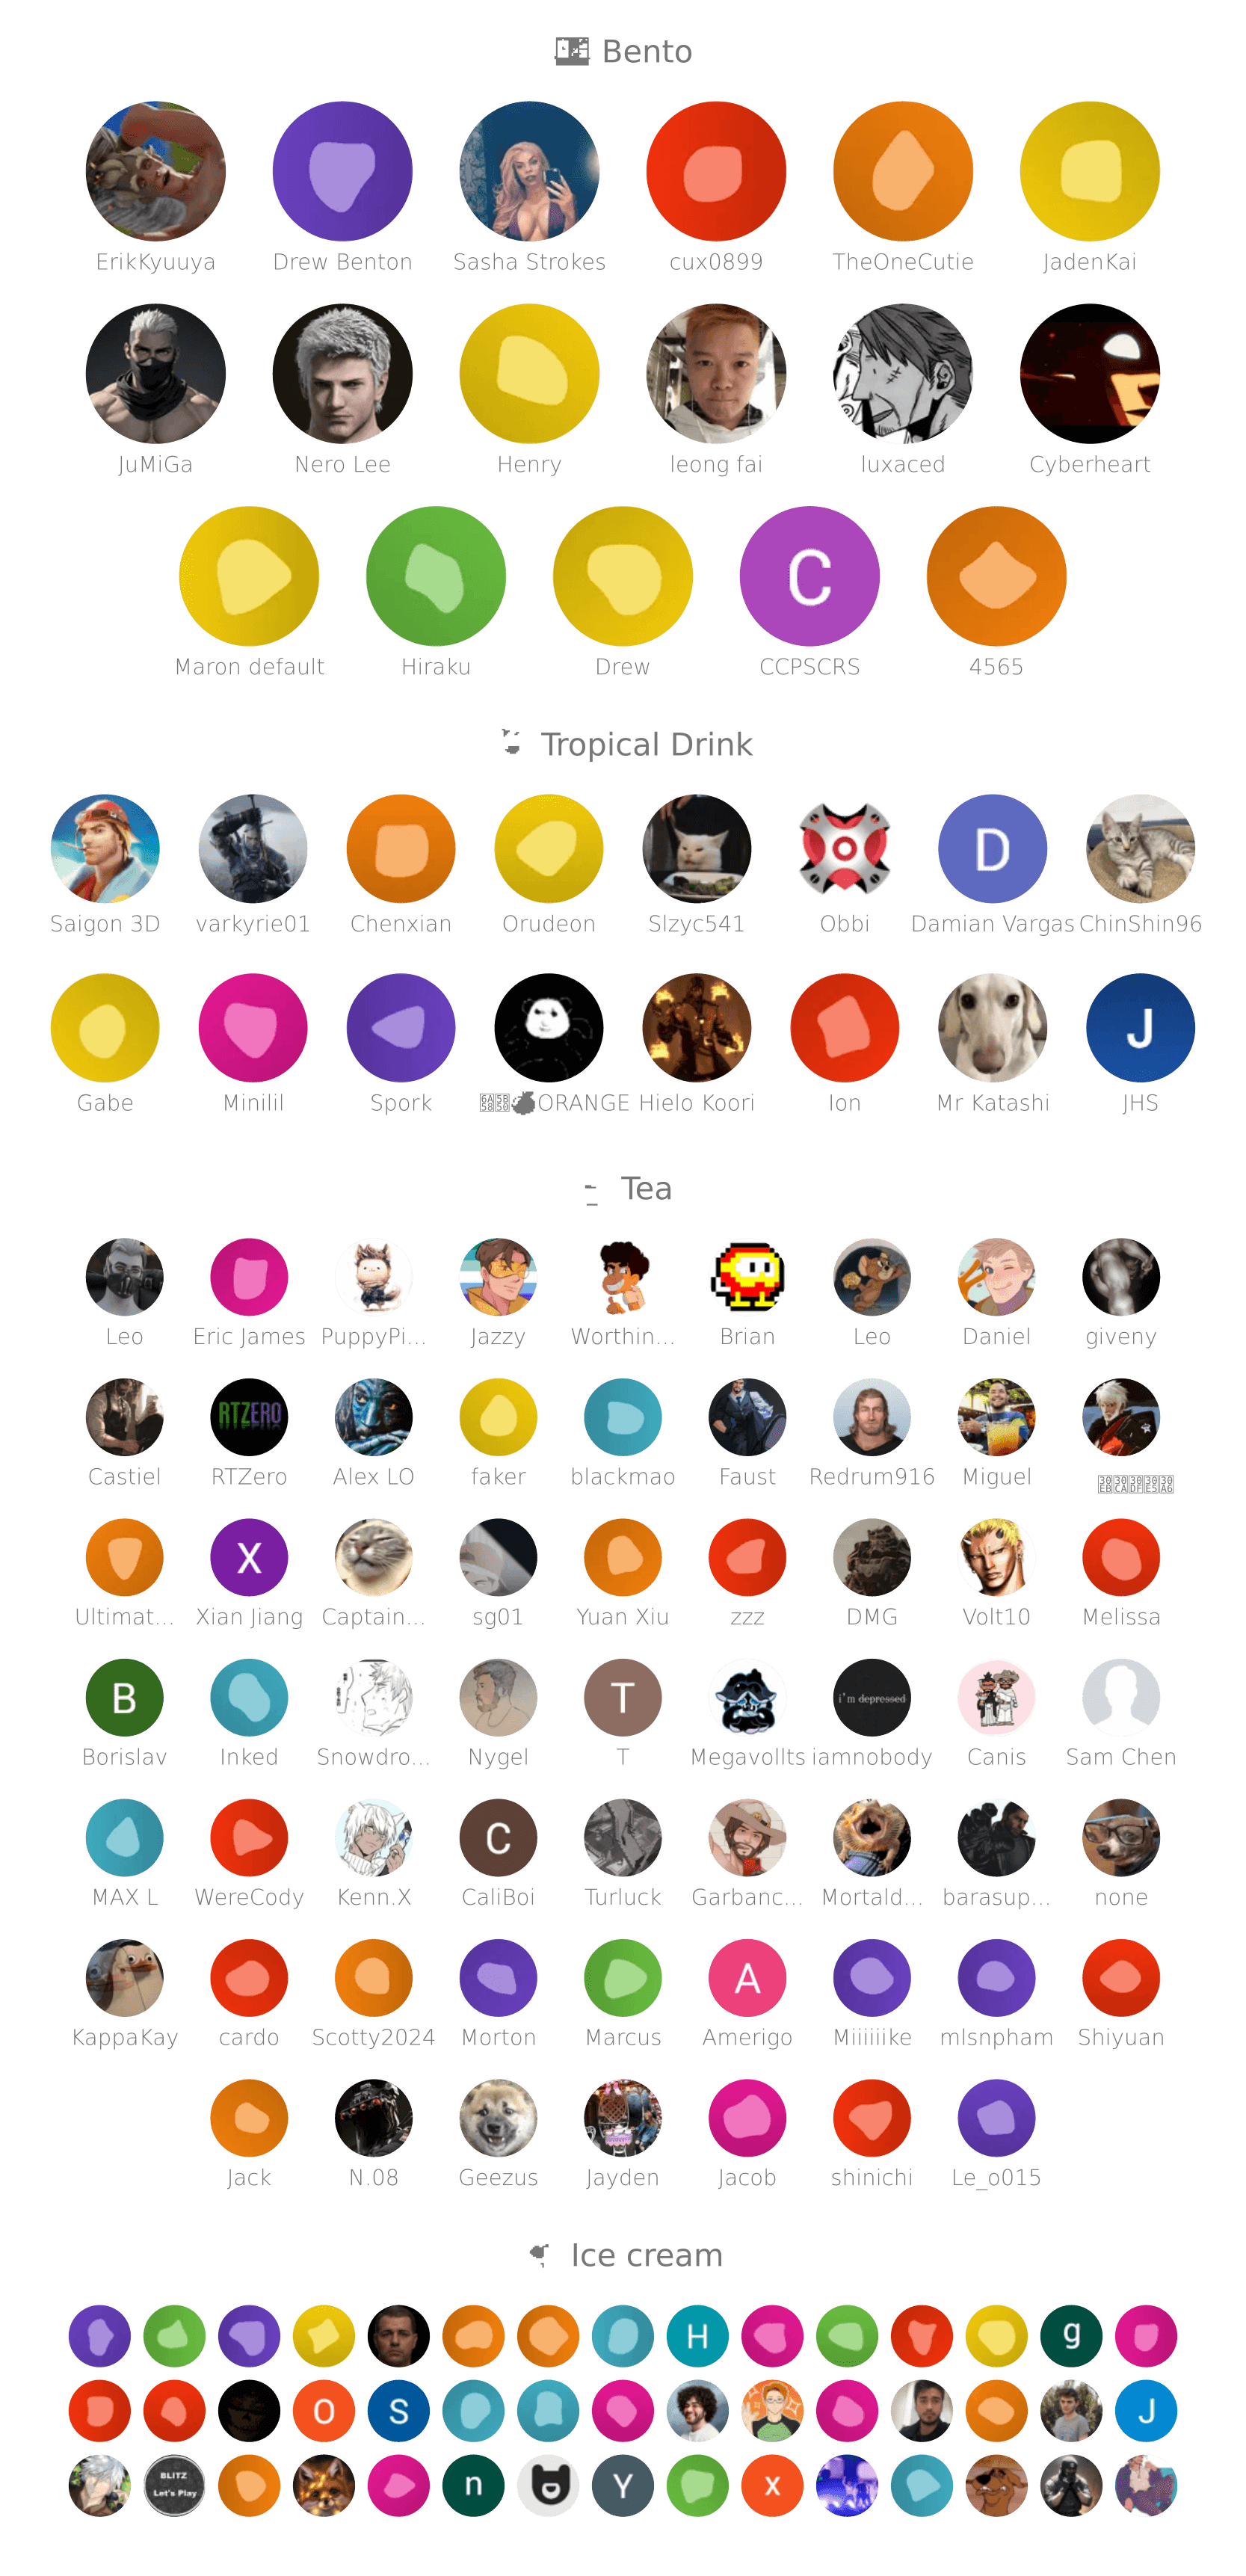 Bento
ErikKyuuya Drew Benton Sasha Strokes cux0899 TheOneCutie JadenKai
JuMiGa Nero Lee Henry leong fai luxaced Cyberheart
C
Maron default Hiraku Drew CCPSCRS 4565
Tropical Drink
D
Saigon 3D varkyrie01 Chenxian Orudeon Slzyc541 Obbi Damian Vargas ChinShin96
J
Gabe Minilil Spork ORANGE Hielo Koori Ion Mr Katashi JHS
Tea
Leo Eric James PuppyPi... Jazzy Worthin... Brian Leo Daniel giveny
RTZERO
Castiel RTZero Alex LO faker blackmao Faust Redrum916 Miguel
X
Ultimat... Xian Jiang Captain... sg01 Yuan Xiu zzz DMG Volt10 Melissa
B T i'm depressed
Borislav Inked Snowdro... Nygel T Megavollts iamnobody Canis Sam Chen
C
MAX L WereCody Kenn.X CaliBoi Turluck Garbanc... Mortald... barasup... none
A
KappaKay cardo Scotty2024 Morton Marcus Amerigo Miiiiiike mlsnpham Shiyuan
Jack N.08 Geezus Jayden Jacob shinichi Le_o015
Ice cream
H g
O S J
BLITZ
Let's Play
n Y x